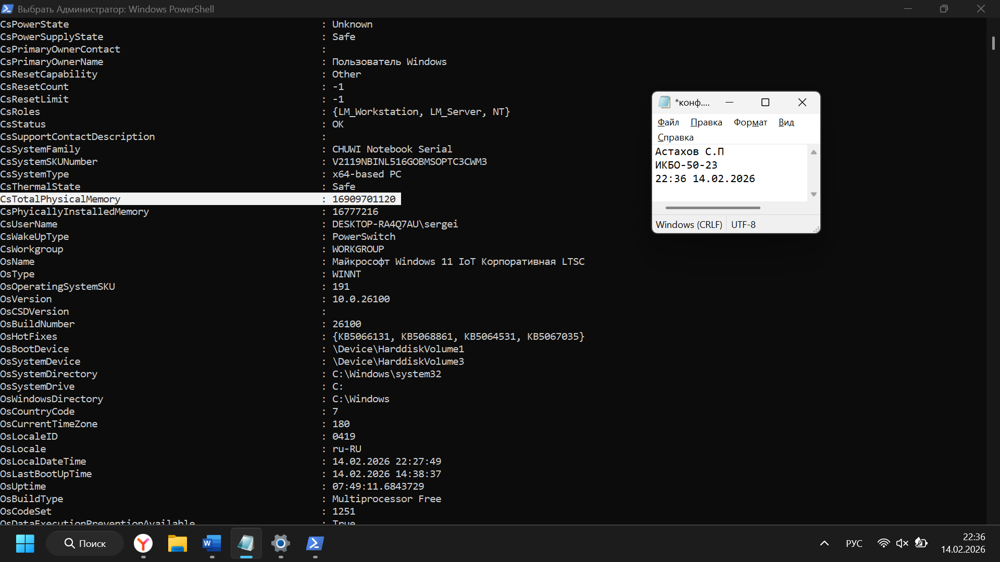 Выбрать Администратор: Windows PowerShell
CsPowerState : Unknown
CsPowerSupplyState : Safe
CsPrimaryOwnerContact :
CsPrimaryOwnerName : Пользователь Windows
CsResetCapability : Other
CsResetCount : -1
CsResetLimit : -1
CsRoles : {LM_Workstation, LM_Server, NT}
CsStatus : OK
CsSupportContactDescription :
CsSystemFamily : CHUWI Notebook Serial
CsSystemSKUNumber : V2119NBINL516GOBMSOPTC3CWM3
CsSystemType : x64-based PC
CsThermalState : Safe
CsTotalPhysicalMemory : 16909701120
CsPhyicallyInstalledMemory : 16777216
CsUserName : DESKTOP-RA4Q7AU\sergei
CsWakeUpType : PowerSwitch
CsWorkgroup : WORKGROUP
OsName : Майкрософт Windows 11 IoT Корпоративная LTSC
OsType : WINNT
OsOperatingSystemSKU : 191
OsVersion : 10.0.26100
OsCSDVersion :
OsBuildNumber : 26100
OsHotFixes : {KB5066131, KB5068861, KB5064531, KB5067035}
OsBootDevice : \Device\HarddiskVolume1
OsSystemDevice : \Device\HarddiskVolume3
OsSystemDirectory : C:\Windows\system32
OsSystemDrive : C:
OsWindowsDirectory : C:\Windows
OsCountryCode : 7
OsCurrentTimeZone : 180
OsLocaleID : 0419
OsLocale : ru-RU
OsLocalDateTime : 14.02.2026 22:27:49
OsLastBootUpTime : 14.02.2026 14:38:37
OsUptime : 07:49:11.6843729
OsBuildType : Multiprocessor Free
OsCodeSet : 1251
OsDataExecutionPreventionAvailable : True
*конф....
Файл Правка Формат Вид
Справка
Астахов С.П
ИКБО-50-23
22:36 14.02.2026
Windows (CRLF) UTF-8
Поиск
РУС
22:36
14.02.2026